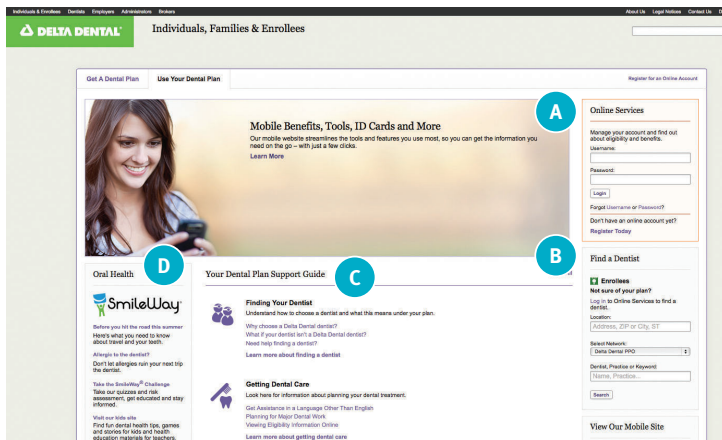 Individuals & Enrollees Dentists Employers Administrators Brokers
About Us Legal Notices Contact Us
DELTA DENTAL
Individuals, Families & Enrollees
Get A Dental Plan
Use Your Dental Plan
Register for an Online Account
Mobile Benefits, Tools, ID Cards and More
Our mobile website streamlines the tools and features you use most, so you can get the information you
need on the go – with just a few clicks.
Learn More
A
Online Services
Manage your account and find out
about eligibility and benefits.
Username:
Password:
Login
Forgot Username or Password?
Don't have an online account yet?
Register Today
B
Find a Dentist
Enrollees
Not sure of your plan?
Log in to Online Services to find a
dentist.
Location:
Address, ZIP or City, ST
Select Network:
Delta Dental PPO
Dentist, Practice or Keyword:
Name, Practice...
Search
View Our Mobile Site
D
Oral Health
SmileWay
Before you hit the road this summer
Here's what you need to know
about travel and your teeth.
Allergic to the dentist?
Don't let allergies ruin your next trip
the dentist.
Take the SmileWay® Challenge
Take our quizzes and risk
assessment, get educated and stay
informed.
Visit our kids site
Find fun dental health tips, games
and stories for kids and health
education materials for teachers.
C
Your Dental Plan Support Guide
Finding Your Dentist
Understand how to choose a dentist and what this means under your plan.
Why choose a Delta Dental dentist?
What if your dentist isn't a Delta Dental dentist?
Need help finding a dentist?
Learn more about finding a dentist
Getting Dental Care
Look here for information about planning your dental treatment.
Get Assistance in a Language Other Than English
Planning for Major Dental Work
Viewing Eligibility Information Online
Learn more about getting dental care